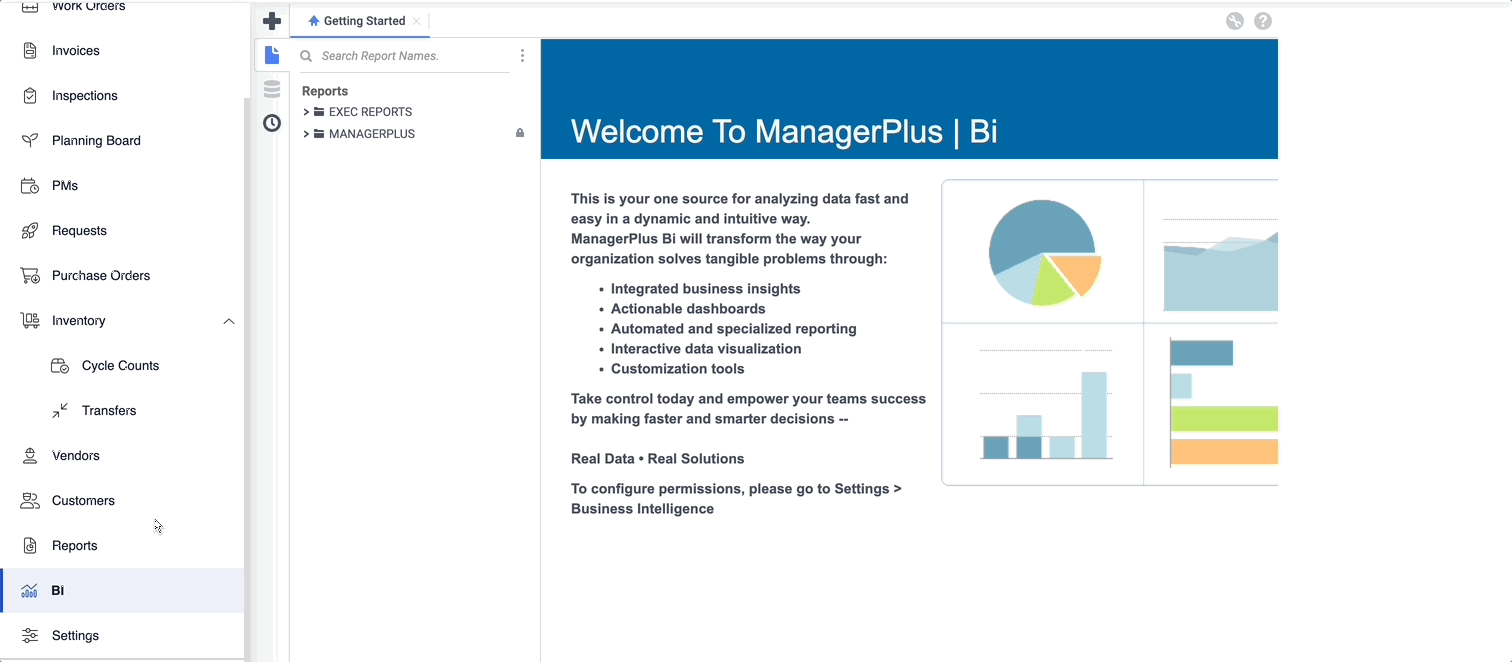 Work Orders
Invoices
Inspections
Planning Board
PMs
Requests
Purchase Orders
Inventory
Cycle Counts
Transfers
Vendors
Customers
Reports
Bi
Settings
Getting Started
Search Report Names.
Reports
EXEC REPORTS
MANAGERPLUS
Welcome To ManagerPlus | Bi
This is your one source for analyzing data fast and
easy in a dynamic and intuitive way.
ManagerPlus Bi will transform the way your
organization solves tangible problems through:
• Integrated business insights
• Actionable dashboards
• Automated and specialized reporting
• Interactive data visualization
• Customization tools
Take control today and empower your teams success
by making faster and smarter decisions --
Real Data • Real Solutions
To configure permissions, please go to Settings >
Business Intelligence